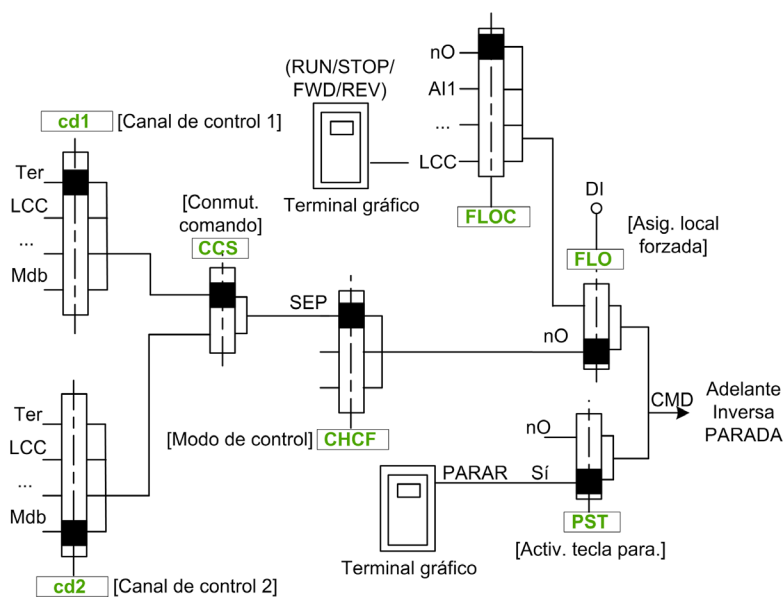 (RUN/STOP/
FWD/REV)
nO
AI1
...
LCC
Terminal gráfico
FLOC
cd1 [Canal de control 1]
Ter
LCC
...
Mdb
[Conmut.
comando]
CCS
DI
[Asig. local
forzada]
FLO
SEP
nO
[Modo de control] CHCF
CMD
Adelante
Inversa
PARADA
Ter
LCC
...
Mdb
cd2 [Canal de control 2]
nO
PARAR Sí
Terminal gráfico
PST
[Activ. tecla para.]